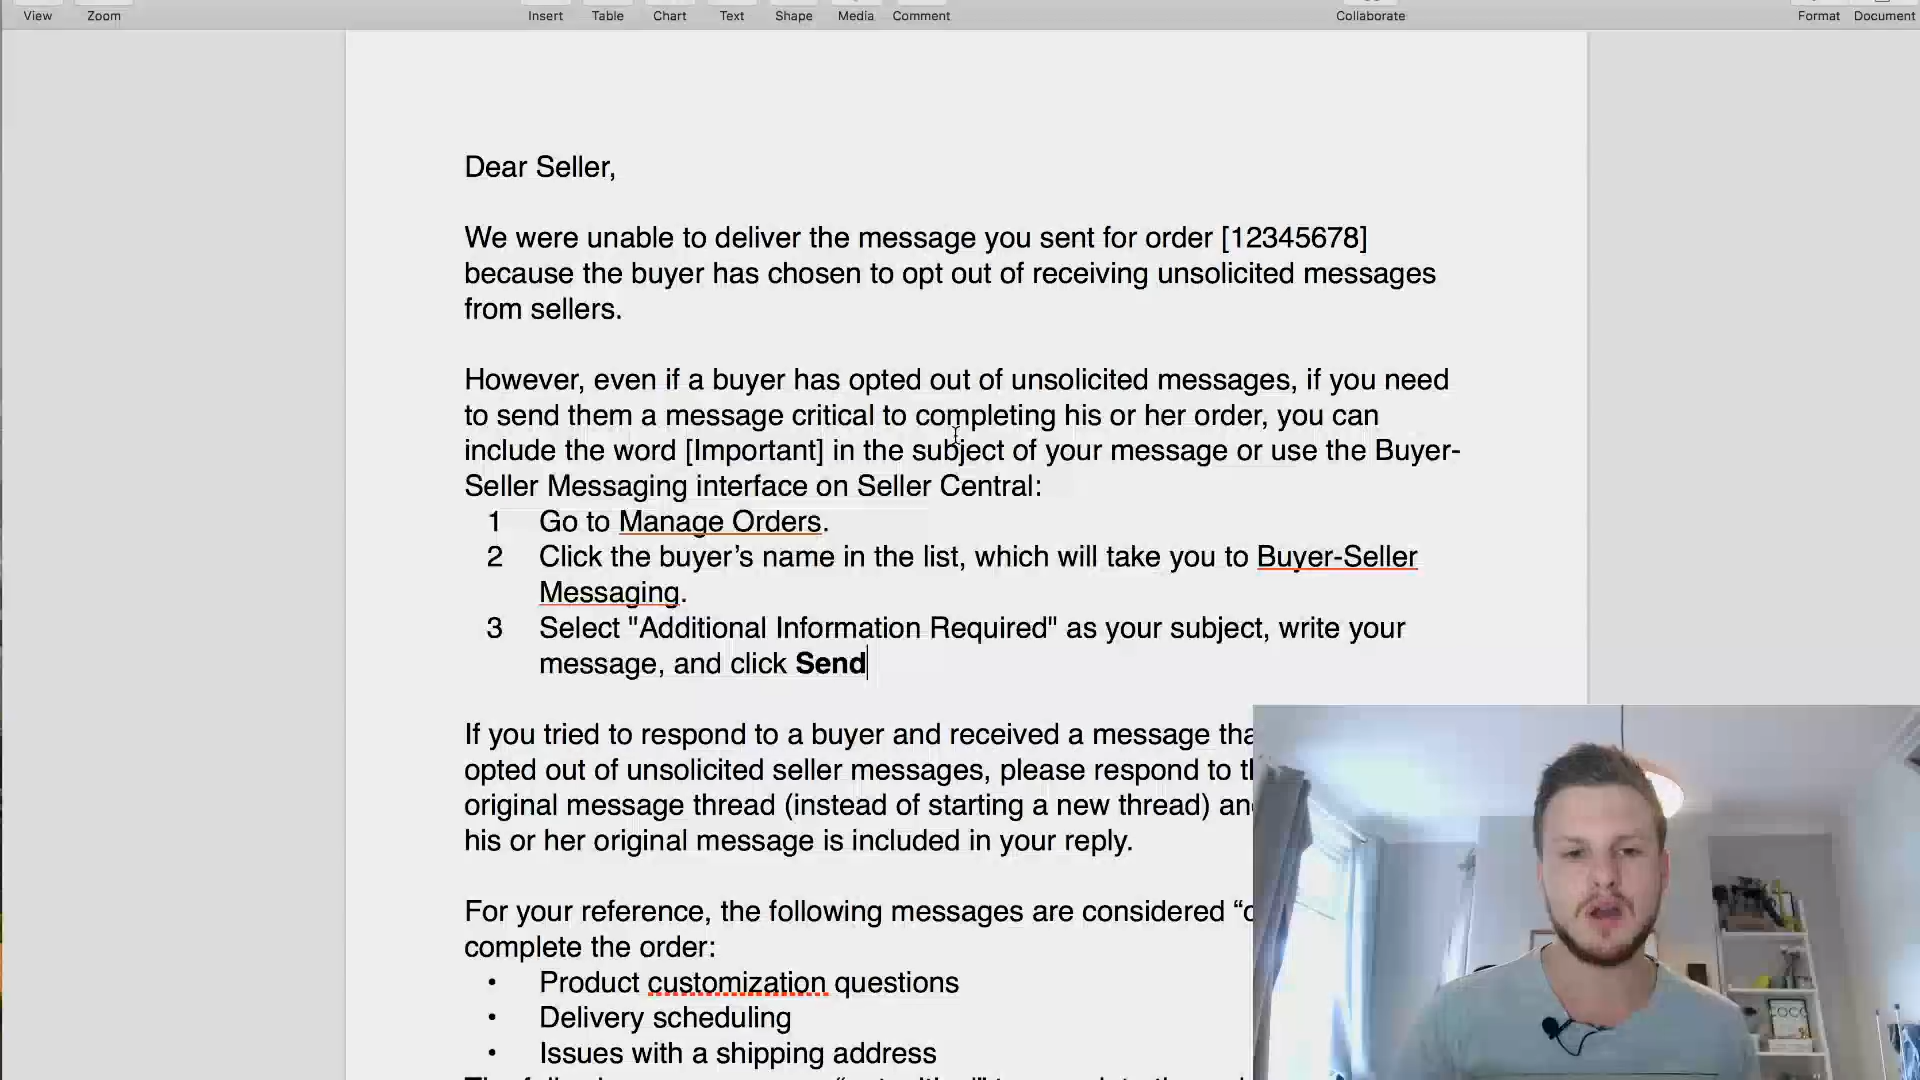 View Zoom Insert Table Chart Text Shape Media Comment Collaborate Format Document
Dear Seller,
We were unable to deliver the message you sent for order [12345678]
because the buyer has chosen to opt out of receiving unsolicited messages
from sellers.
However, even if a buyer has opted out of unsolicited messages, if you need
to send them a message critical to completing his or her order, you can
include the word [Important] in the subject of your message or use the Buyer-
Seller Messaging interface on Seller Central:
1 Go to Manage Orders.
2 Click the buyer’s name in the list, which will take you to Buyer-Seller
Messaging.
3 Select "Additional Information Required" as your subject, write your
message, and click Send
If you tried to respond to a buyer and received a message
opted out of unsolicited seller messages, please respond to
original message thread (instead of starting a new thread)
his or her original message is included in your reply.
For your reference, the following messages are considered
complete the order:
• Product customization questions
• Delivery scheduling
• Issues with a shipping address
COCO